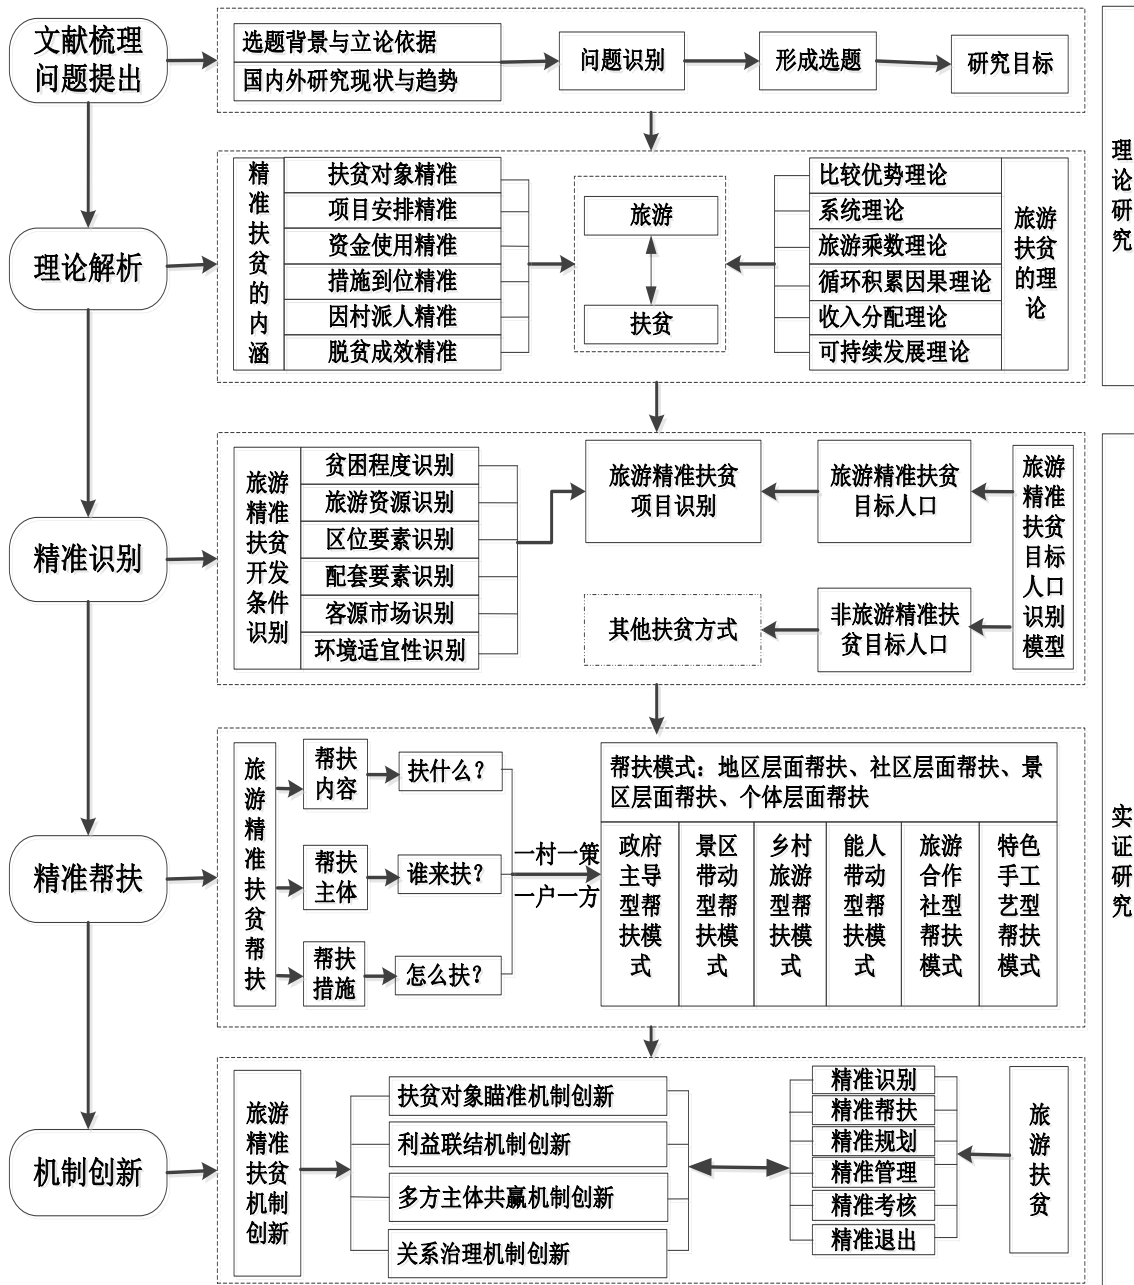 文献梳理
问题提出
选题背景与立论依据
国内外研究现状与趋势
问题识别
形成选题
研究目标
理论研究
理论解析
精准扶贫的内涵
扶贫对象精准
项目安排精准
资金使用精准
措施到位精准
因村派人精准
脱贫成效精准
旅游
扶贫
比较优势理论
系统理论
旅游乘数理论
循环积累因果理论
收入分配理论
可持续发展理论
旅游
扶贫
的理
论
精准识别
旅游
精准
扶贫
开发
条件
识别
贫困程度识别
旅游资源识别
区位要素识别
配套要素识别
客源市场识别
环境适宜性识别
旅游精准扶贫
项目识别
旅游精准扶贫
目标人口
其他扶贫方式
非旅游精准扶
贫目标人口
旅游
精准
扶贫
目标
人口
识别
模型
实证研究
精准帮扶
旅游精准扶贫帮扶
帮扶
内容
扶什么?
帮扶
主体
谁来扶?
帮扶
措施
怎么扶?
一村一策
一户一方
帮扶模式：地区层面帮扶、社区层面帮扶、景
区层面帮扶、个体层面帮扶
政府
主导
型帮
扶模
式
景区
带动
型帮
扶模
式
乡村
旅游
型帮
扶模
式
能人
带动
型帮
扶模
式
旅游
合作
社型
帮扶
模式
特色
手工
艺型
帮扶
模式
机制创新
旅游
精准
扶贫
机制
创新
扶贫对象瞄准机制创新
利益联结机制创新
多方主体共赢机制创新
关系治理机制创新
精准识别
精准帮扶
精准规划
精准管理
精准考核
精准退出
旅游扶贫